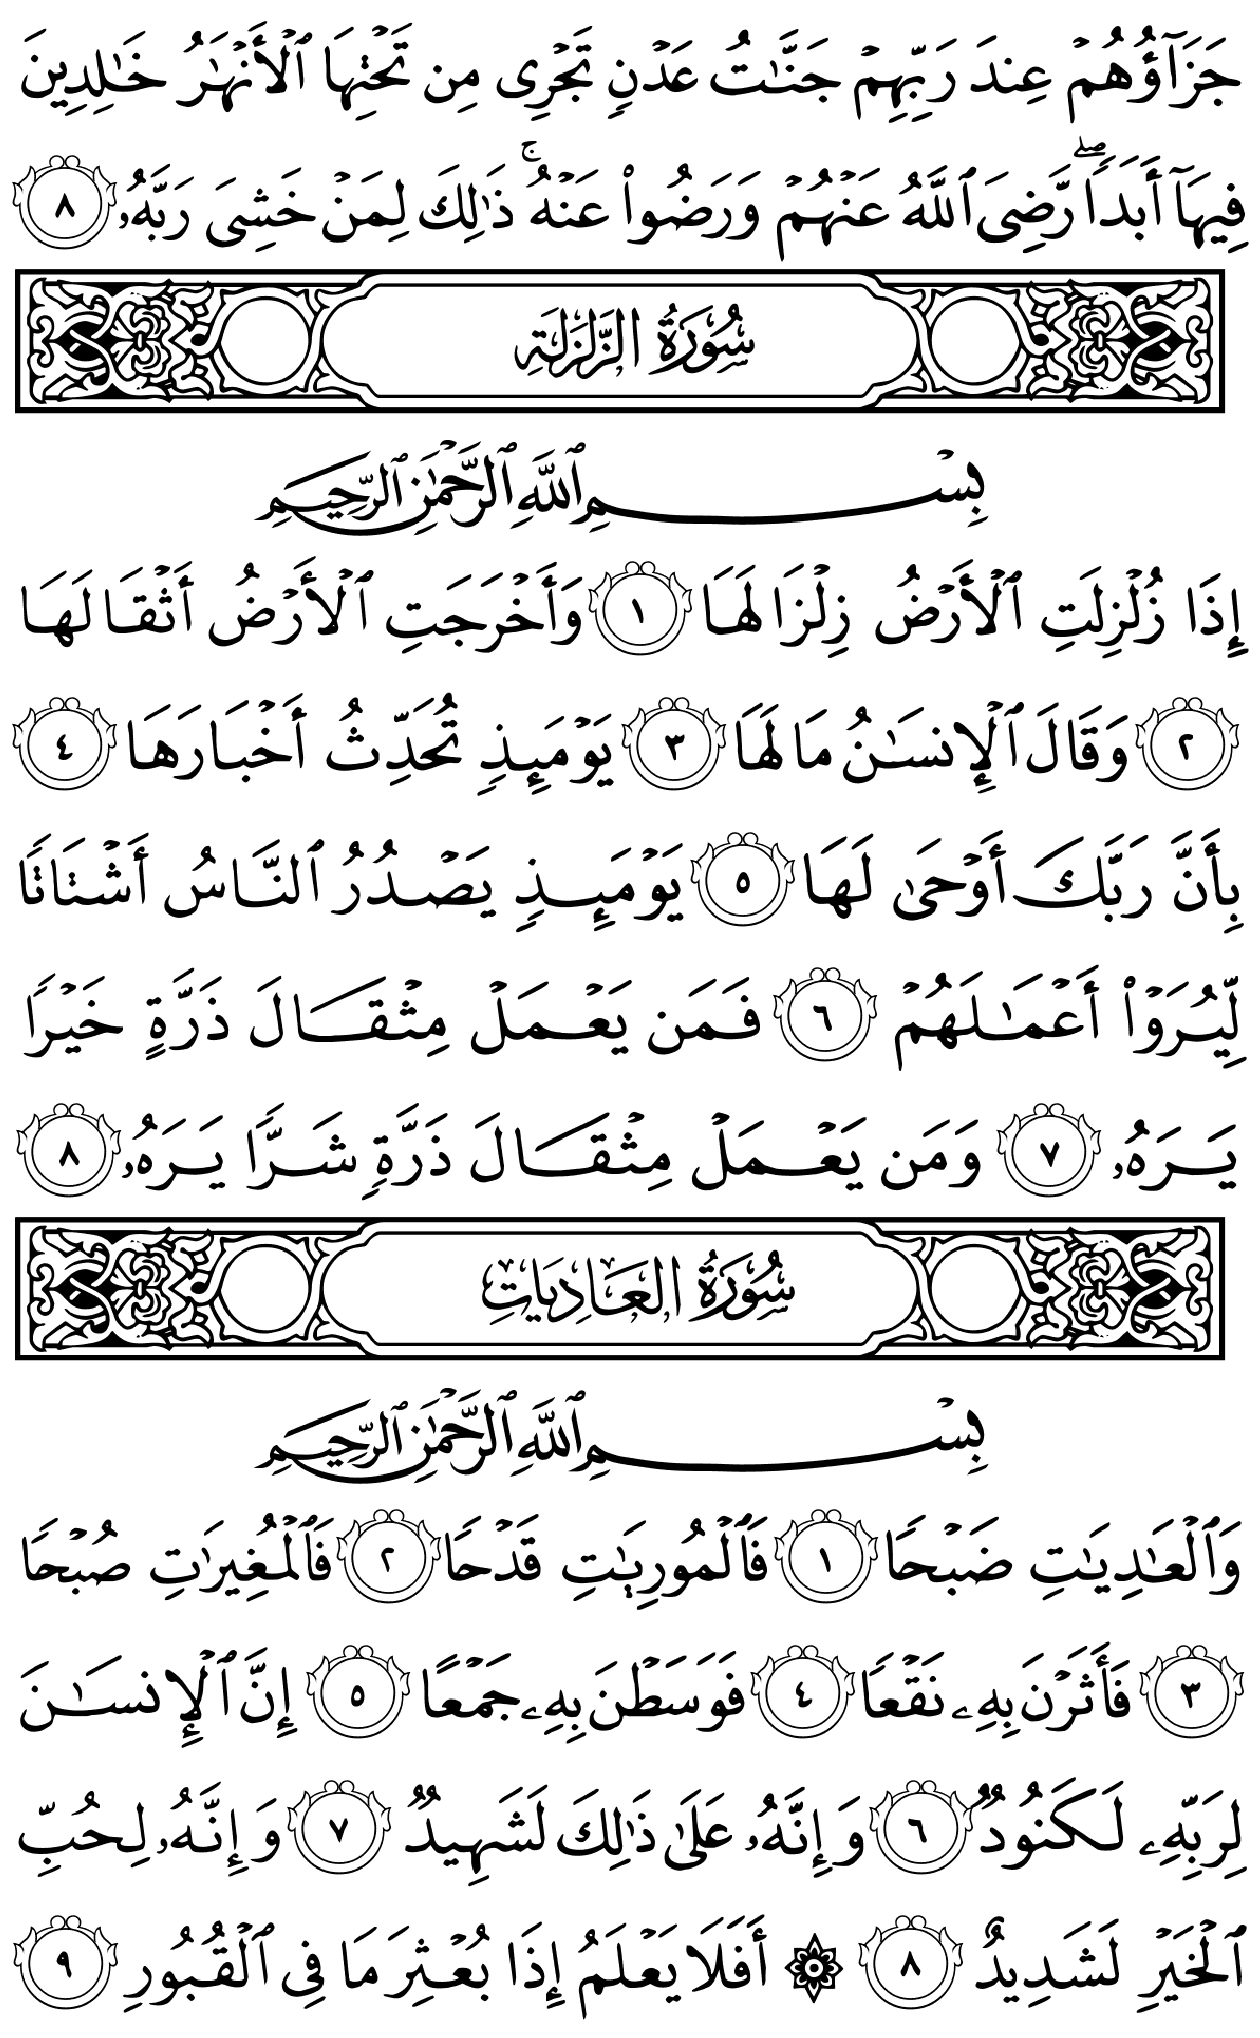 جَزَآؤُهُمْ عِندَ رَبِّهِمْ جَنَّٰتُ عَدْنٍ تَجْرِى مِن تَحْتِهَا ٱلْأَنْهَٰرُ خَٰلِدِينَ
فِيهَآ أَبَدًا ۖ رَّضِىَ ٱللَّهُ عَنْهُمْ وَرَضُوا۟ عَنْهُ ۚ ذَٰلِكَ لِمَنْ خَشِىَ رَبَّهُۥ ٨
سُورَةُ الزَّلزَلَةِ
بِسْمِ ٱللَّهِ ٱلرَّحْمَٰنِ ٱلرَّحِيمِ
إِذَا زُلْزِلَتِ ٱلْأَرْضُ زِلْزَالَهَا ١ وَأَخْرَجَتِ ٱلْأَرْضُ أَثْقَالَهَا
٢ وَقَالَ ٱلْإِنسَٰنُ مَا لَهَا ٣ يَوْمَئِذٍ تُحَدِّثُ أَخْبَارَهَا ٤
بِأَنَّ رَبَّكَ أَوْحَىٰ لَهَا ٥ يَوْمَئِذٍ يَصْدُرُ ٱلنَّاسُ أَشْتَاتًا
لِّيُرَوْا۟ أَعْمَٰلَهُمْ ٦ فَمَن يَعْمَلْ مِثْقَالَ ذَرَّةٍ خَيْرًا
يَرَهُۥ ٧ وَمَن يَعْمَلْ مِثْقَالَ ذَرَّةٍ شَرًّا يَرَهُۥ ٨
سُورَةُ العَادِيَاتِ
بِسْمِ ٱللَّهِ ٱلرَّحْمَٰنِ ٱلرَّحِيمِ
وَٱلْعَٰدِيَٰتِ ضَبْحًا ١ فَٱلْمُورِيَٰتِ قَدْحًا ٢ فَٱلْمُغِيرَٰتِ صُبْحًا
٣ فَأَثَرْنَ بِهِۦ نَقْعًا ٤ فَوَسَطْنَ بِهِۦ جَمْعًا ٥ إِنَّ ٱلْإِنسَٰنَ
لِرَبِّهِۦ لَكَنُودٌ ٦ وَإِنَّهُۥ عَلَىٰ ذَٰلِكَ لَشَهِيدٌ ٧ وَإِنَّهُۥ لِحُبِّ
ٱلْخَيْرِ لَشَدِيدٌ ٨ ۞ أَفَلَا يَعْلَمُ إِذَا بُعْثِرَ مَا فِى ٱلْقُبُورِ ٩